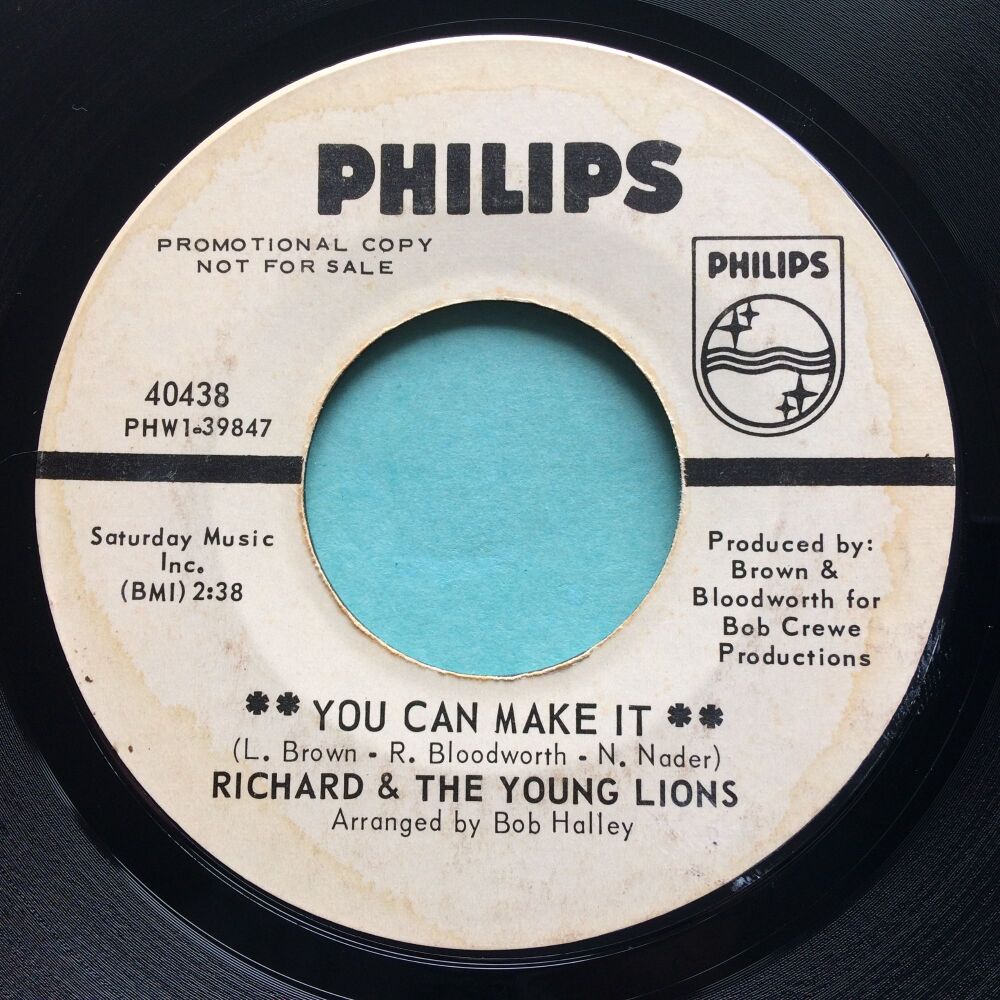 PHILIPS
PROMOTIONAL COPY
NOT FOR SALE
PHILIPS
40438
PHW1-39847
Saturday Music
Inc.
(BMI) 2:38
Produced by:
Brown &
Bloodworth for
Bob Crewe
Productions
** YOU CAN MAKE IT **
(L. Brown - R. Bloodworth - N. Nader)
RICHARD & THE YOUNG LIONS
Arranged by Bob Halley